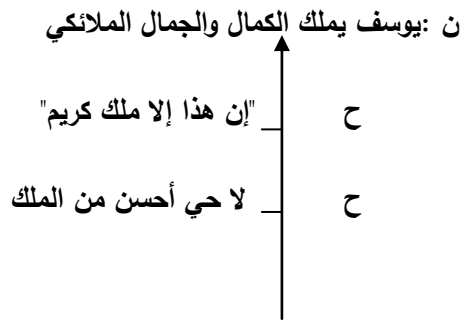 ن :يوسف يملك الكمال والجمال الملائكي
ح "إن هذا إلا ملك كريم"
ح لا حي أحسن من الملك